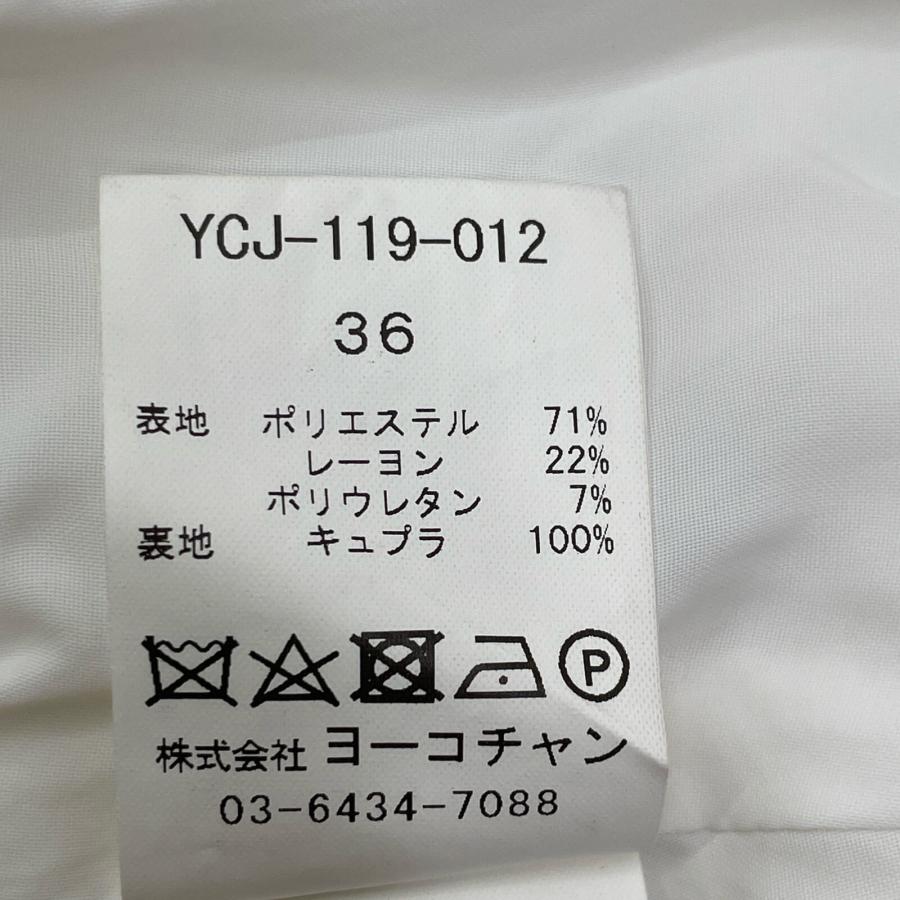 YCJ-119-012
36
表地 ポリエステル 71%
レーヨン 22%
ポリウレタン 7%
裏地 キュプラ 100%
P
株式会社 ヨーコチャン
03-6434-7088